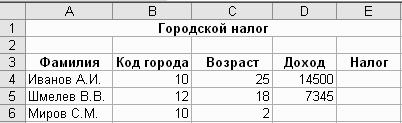 A B C D E
1 Городской налог
2
3 Фамилия Код города Возраст Доход Налог
4 Иванов А.И. 10 25 14500
5 Шмелев В.В. 12 18 7345
6 Миров С.М. 10 2